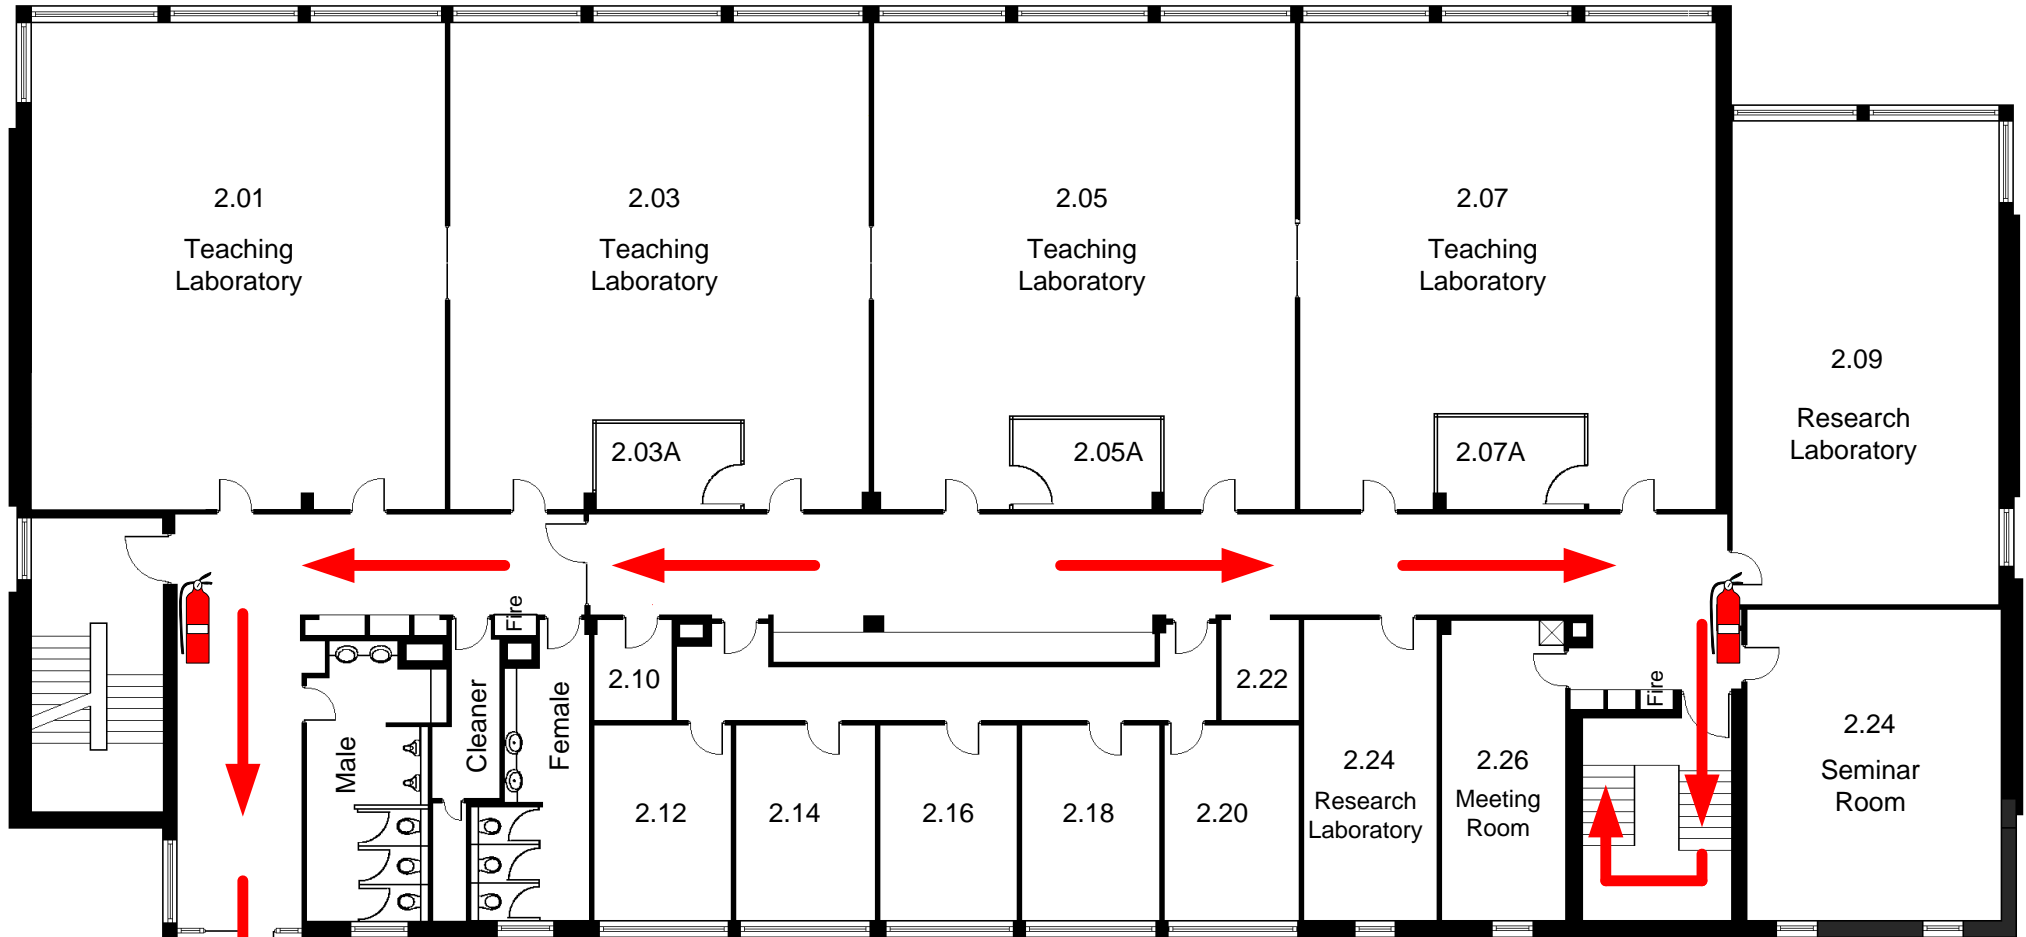 2.01
Teaching
Laboratory
2.03
Teaching
Laboratory
2.05
Teaching
Laboratory
2.07
Teaching
Laboratory
2.09
Research
Laboratory
2.03A
2.05A
2.07A
Fire
Male
Cleaner
Female
2.10
2.22
Fire
2.12
2.14
2.16
2.18
2.20
2.24
Research
Laboratory
2.26
Meeting
Room
2.24
Seminar
Room